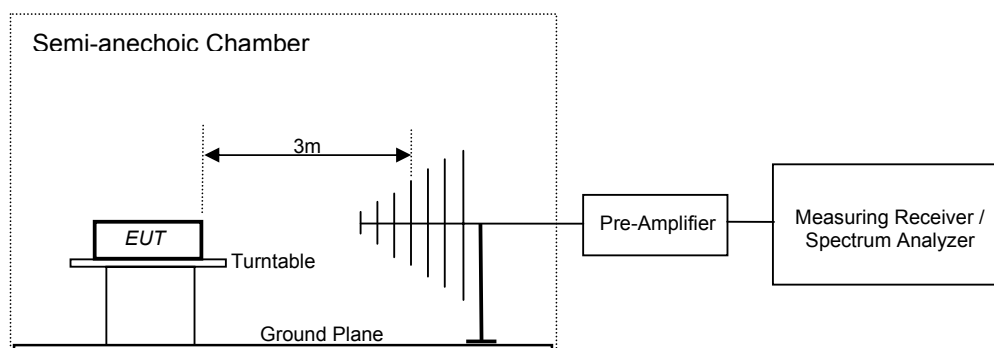 Semi-anechoic Chamber
3m
EUT
Turntable
Ground Plane
Pre-Amplifier
Measuring Receiver /
Spectrum Analyzer